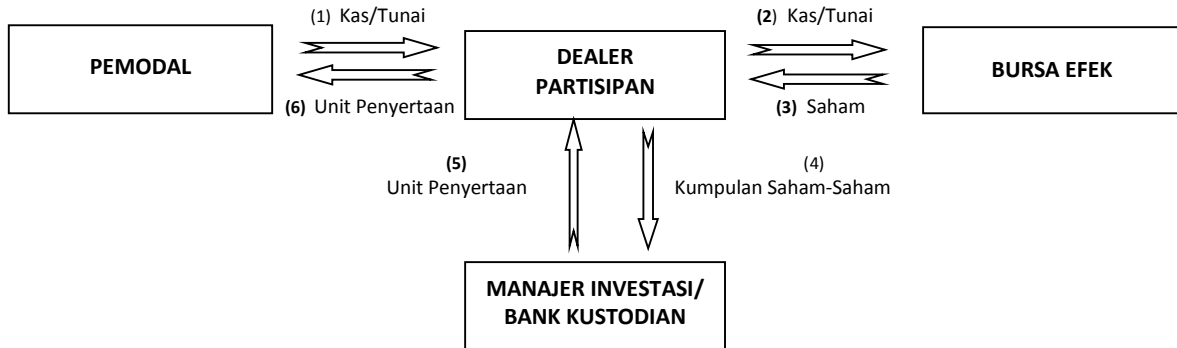 (1) Kas/Tunai
(2) Kas/Tunai
PEMODAL
DEALER
PARTISIPAN
BURSA EFEK
(6) Unit Penyertaan
(3) Saham
(5)
Unit Penyertaan
(4)
Kumpulan Saham-Saham
MANAJER INVESTASI/
BANK KUSTODIAN